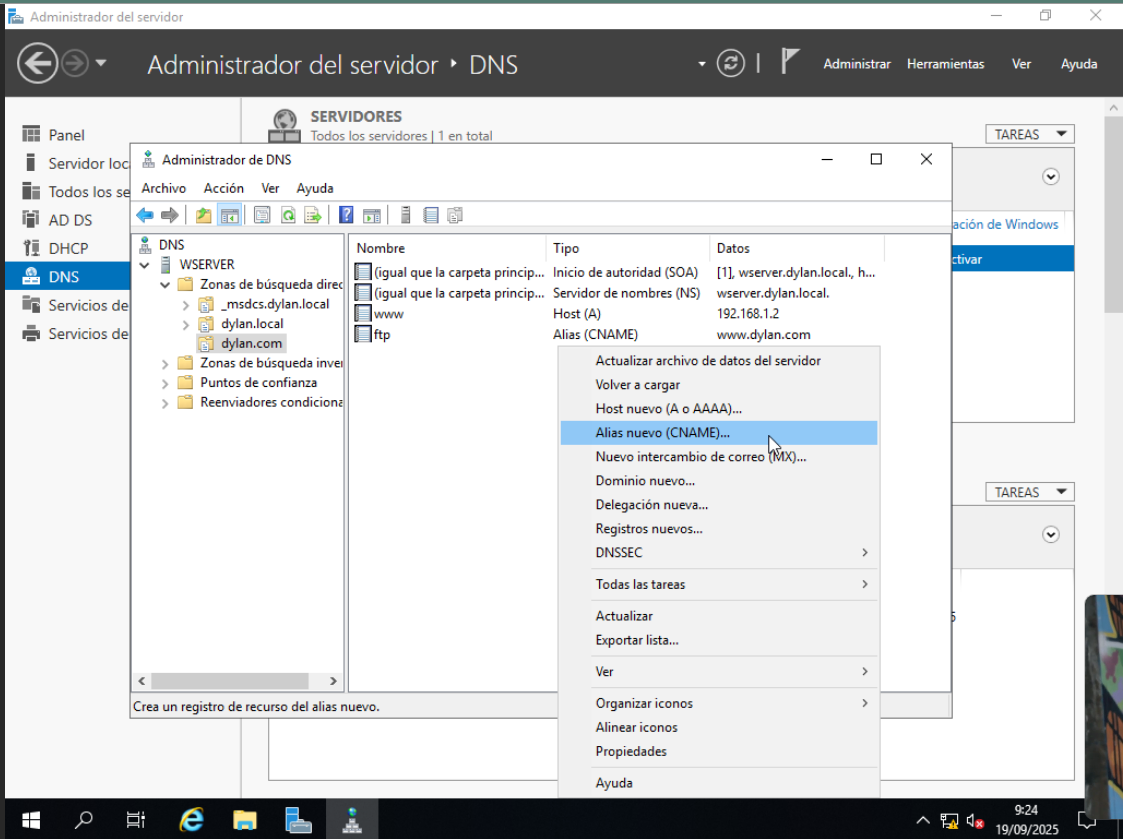 Administrador del servidor
Administrador del servidor ‣ DNS
Administrar Herramientas Ver Ayuda
Panel
Servidor loc
Todos los se
AD DS
DHCP
DNS
Servicios de
Servicios de
SERVIDORES
Todos los servidores | 1 en total
TAREAS
ación de Windows
ctivar
TAREAS
Administrador de DNS
Archivo Acción Ver Ayuda
DNS
WSERVER
Zonas de búsqueda direc
_msdcs.dylan.local
dylan.local
dylan.com
Zonas de búsqueda inver
Puntos de confianza
Reenviadores condiciona
Nombre Tipo Datos
(igual que la carpeta princip... Inicio de autoridad (SOA) [1], wserver.dylan.local., h...
(igual que la carpeta princip... Servidor de nombres (NS) wserver.dylan.local.
www Host (A) 192.168.1.2
ftp Alias (CNAME) www.dylan.com
Actualizar archivo de datos del servidor
Volver a cargar
Host nuevo (A o AAAA)...
Alias nuevo (CNAME)...
Nuevo intercambio de correo (MX)...
Dominio nuevo...
Delegación nueva...
Registros nuevos...
DNSSEC
Todas las tareas
Actualizar
Exportar lista...
Ver
Organizar iconos
Alinear iconos
Propiedades
Ayuda
Crea un registro de recurso del alias nuevo.
9:24
19/09/2025